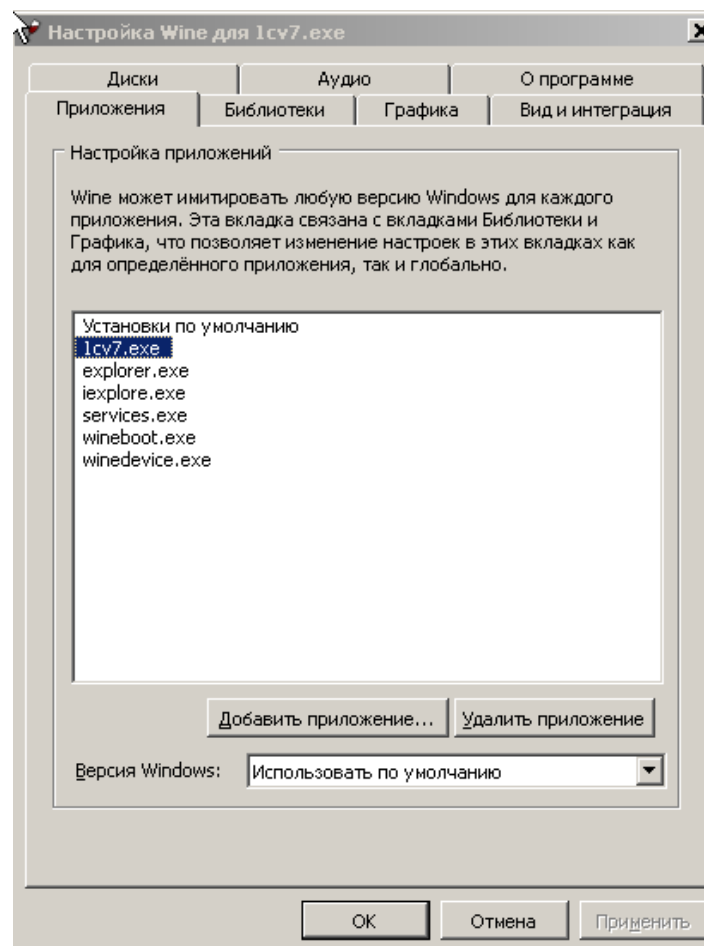 Настройка Wine для 1cv7.exe
Диски
Аудио
О программе
Приложения
Библиотеки
Графика
Вид и интеграция
Настройка приложений
Wine может имитировать любую версию Windows для каждого
приложения. Эта вкладка связана с вкладками Библиотеки и
Графика, что позволяет изменение настроек в этих вкладках как
для определённого приложения, так и глобально.
Установки по умолчанию
1cv7.exe
explorer.exe
iexplore.exe
services.exe
wineboot.exe
winedevice.exe
Добавить приложение...
Удалить приложение
Версия Windows:
Использовать по умолчанию
ОК
Отмена
Применить